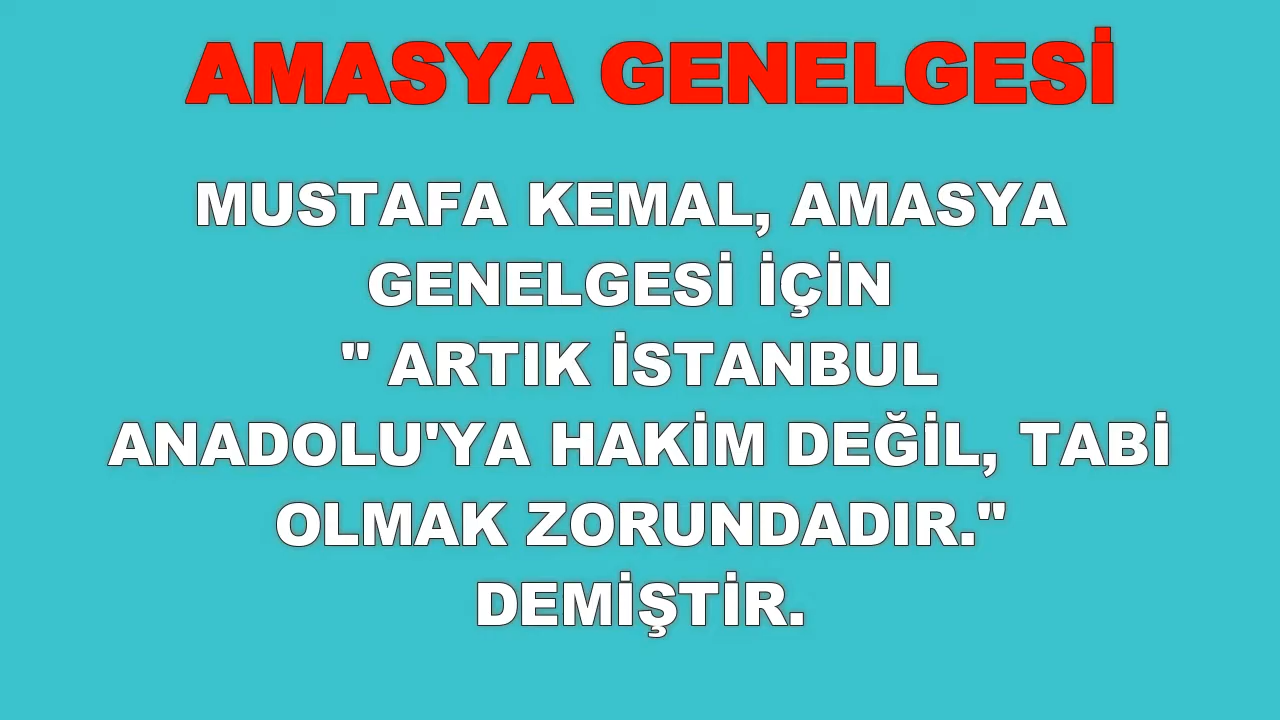 AMASYA GENELGESİ
MUSTAFA KEMAL, AMASYA
GENELGESİ İÇİN
" ARTIK İSTANBUL
ANADOLU'YA HAKİM DEĞİL, TABİ
OLMAK ZORUNDADIR."
DEMİŞTİR.